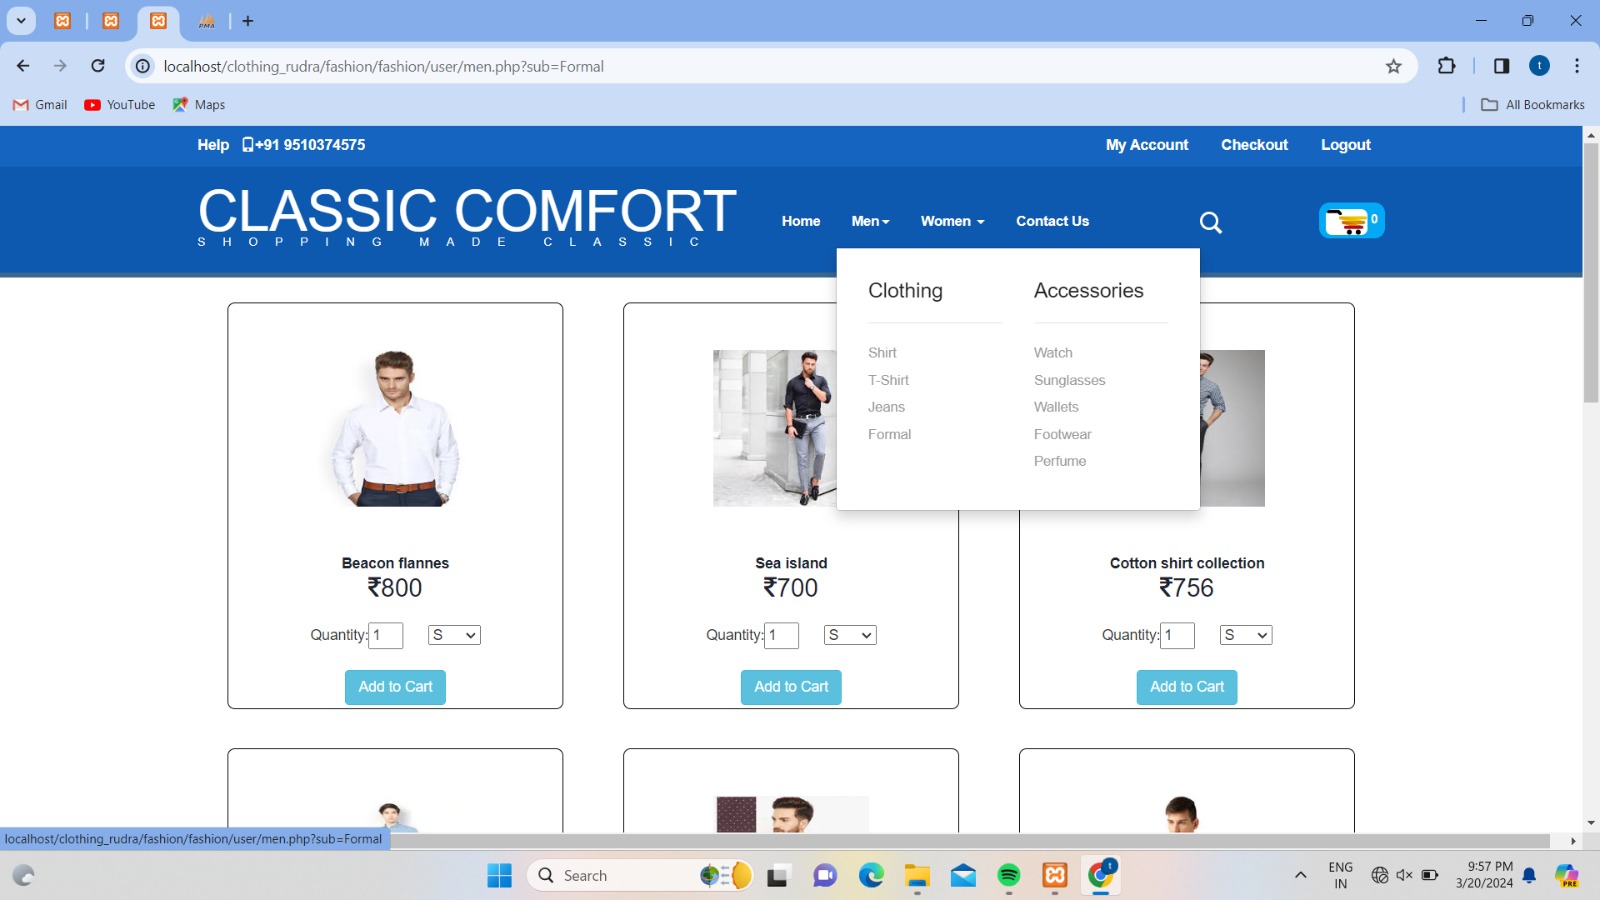 localhost/clothing_rudra/fashion/fashion/user/men.php?sub=Formal
Gmail YouTube Maps All Bookmarks
Help +91 9510374575 My Account Checkout Logout
CLASSIC COMFORT
SHOPPING MADE CLASSIC
Home Men Women Contact Us 0
Clothing Accessories
Shirt Watch
T-Shirt Sunglasses
Jeans Wallets
Formal Footwear
Perfume
Beacon flannes Sea island Cotton shirt collection
₹800 ₹700 ₹756
Quantity: 1 S Quantity: 1 S Quantity: 1 S
Add to Cart Add to Cart Add to Cart
localhost/clothing_rudra/fashion/fashion/user/men.php?sub=Formal
Search t ENG 9:57 PM
IN 3/20/2024 PRE